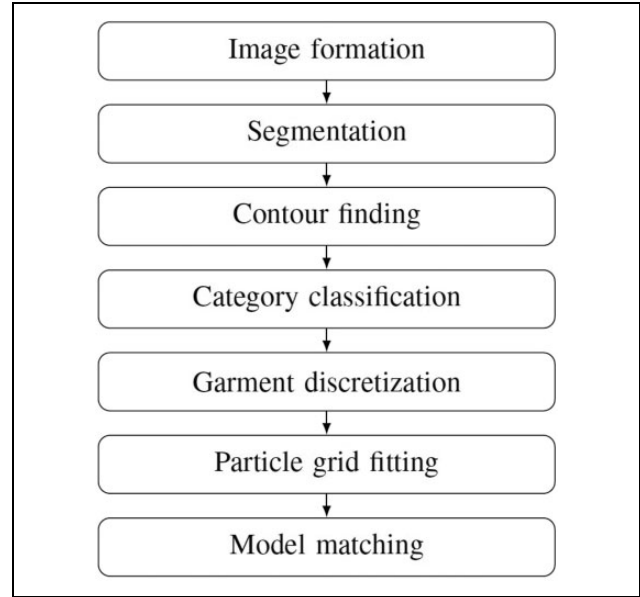 Image formation
Segmentation
Contour finding
Category classification
Garment discretization
Particle grid fitting
Model matching